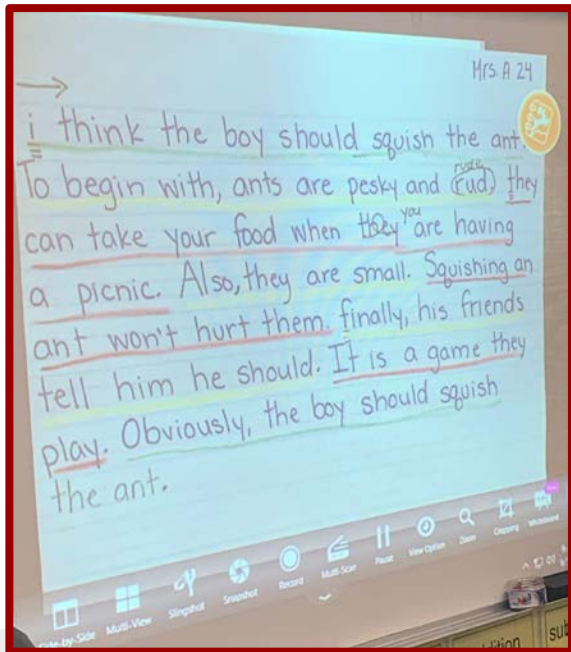 Mrs. A 24
i think the boy should squish the ant.
rude
To begin with, ants are pesky and rud, they
you
can take your food when they are having
a picnic. Also, they are small. Squishing an
ant won't hurt them. finally, his friends
tell him he should. It is a game they
play. Obviously, the boy should squish
the ant.
Side-by-Side Multi-View Slingshot Snapshot Record Multi-Scan Pause View Option Zoom Cropping Whiteboard